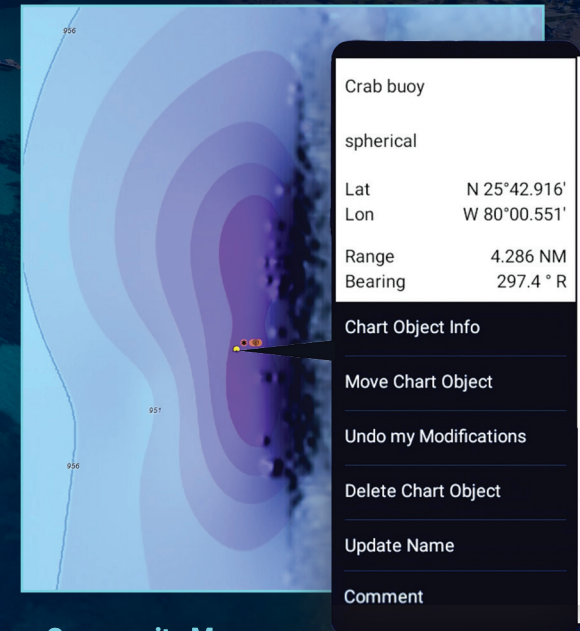 956
Crab buoy
spherical
Lat N 25°42.916'
Lon W 80°00.551'
Range 4.286 NM
Bearing 297.4 ° R
Chart Object Info
Move Chart Object
951
Undo my Modifications
956
Delete Chart Object
Update Name
Comment